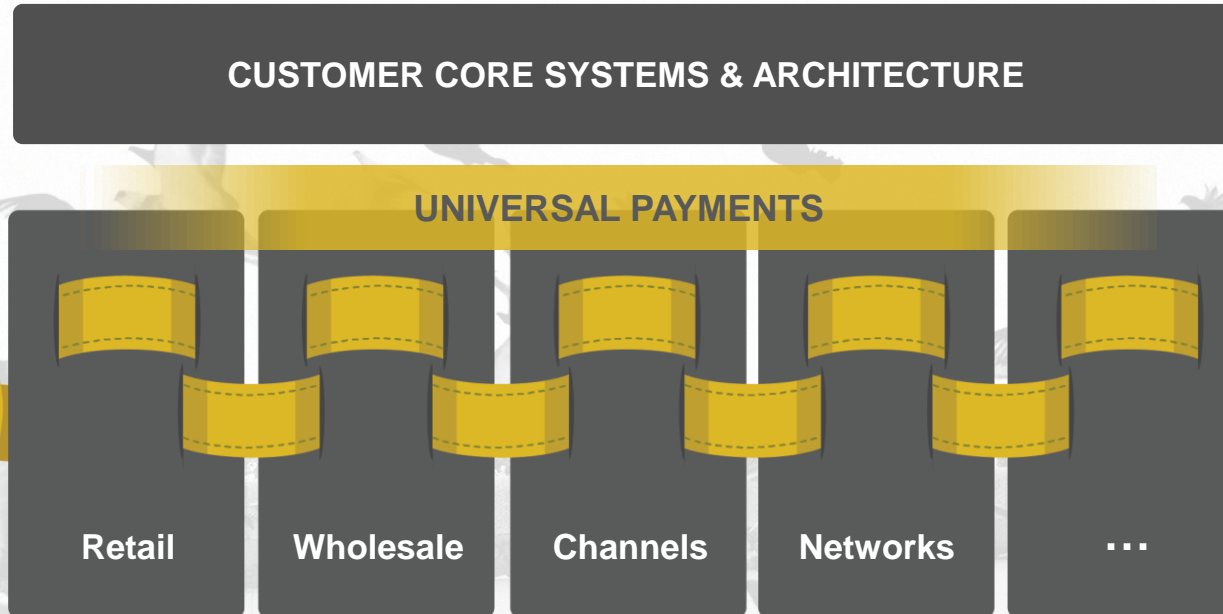 CUSTOMER CORE SYSTEMS & ARCHITECTURE
UNIVERSAL PAYMENTS
Retail
Wholesale
Channels
Networks
...